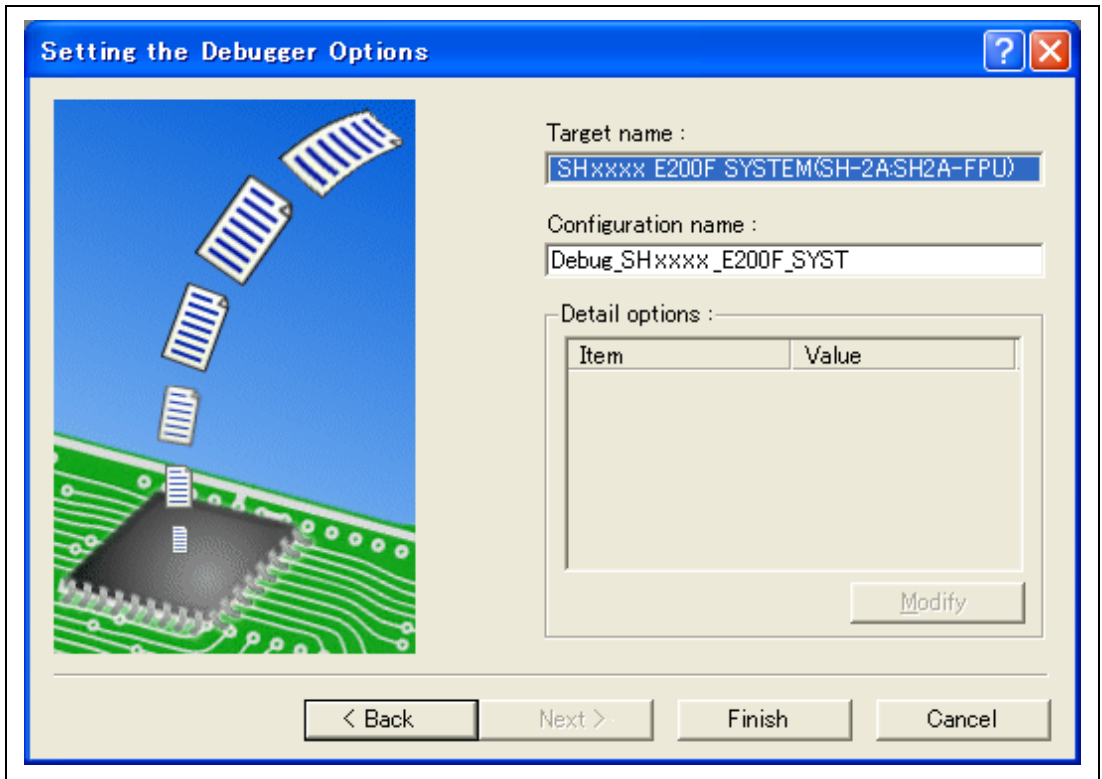 Setting the Debugger Options
Target name :
SHxxxx E200F SYSTEM(SH-2A:SH2A-FPU)
Configuration name :
Debug_SHxxxx_E200F_SYST
Detail options :
Item Value
Modify
< Back Next > Finish Cancel